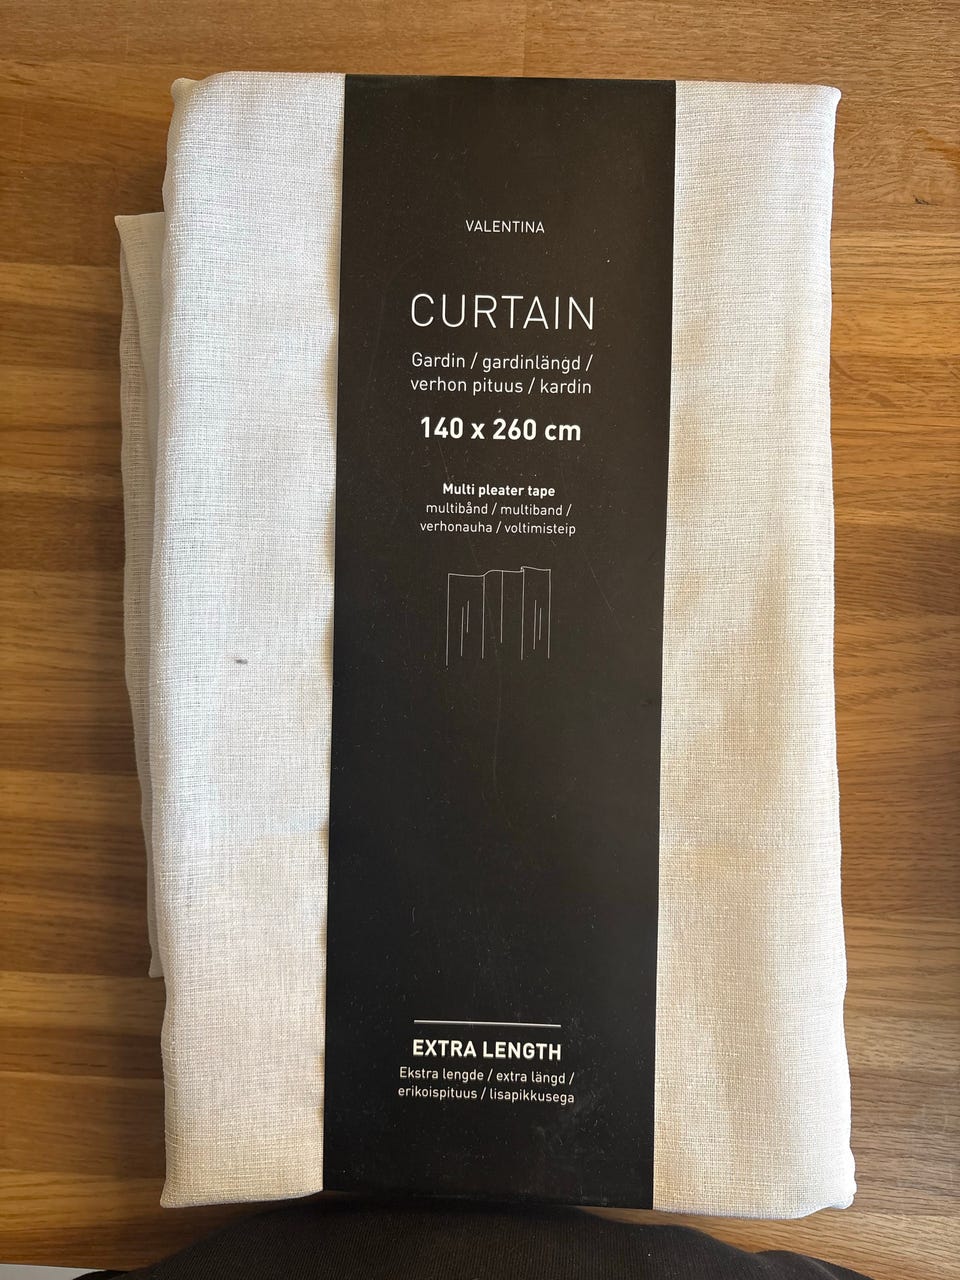 VALENTINA
CURTAIN
Gardin / gardinlängd /
verhon pituus / kardin
140 x 260 cm
Multi pleater tape
multibånd / multiband /
verhonauha / voltimisteip
EXTRA LENGTH
Ekstra lengde / extra längd /
erikoispituus / lisapikkusega